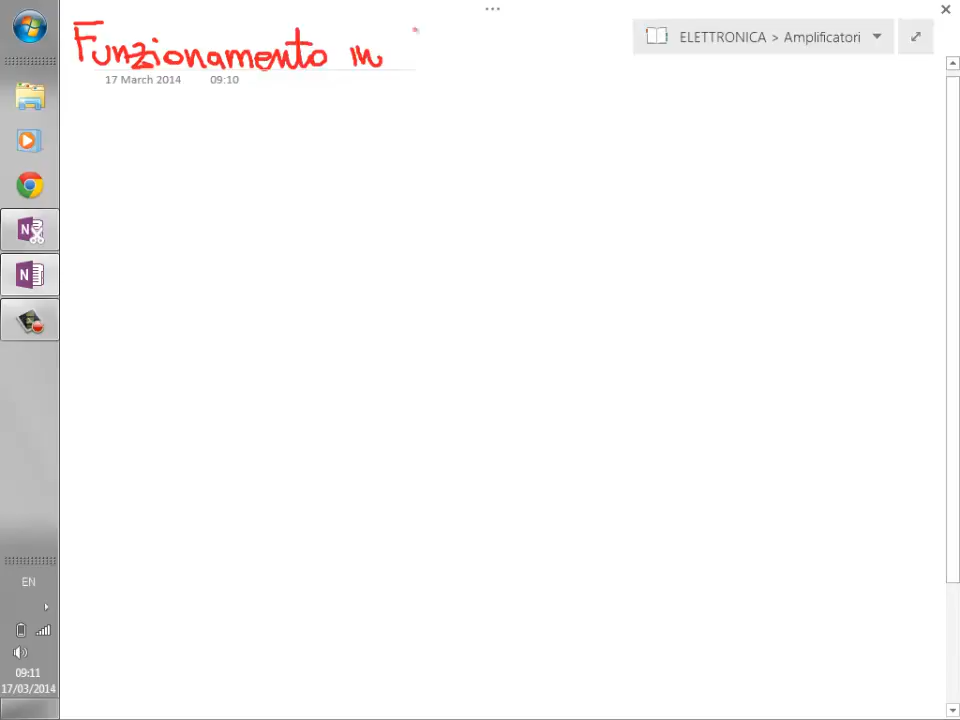 Funzionamento in
ELETTRONICA > Amplificatori
17 March 2014 09:10
N
N
EN
09:11
17/03/2014